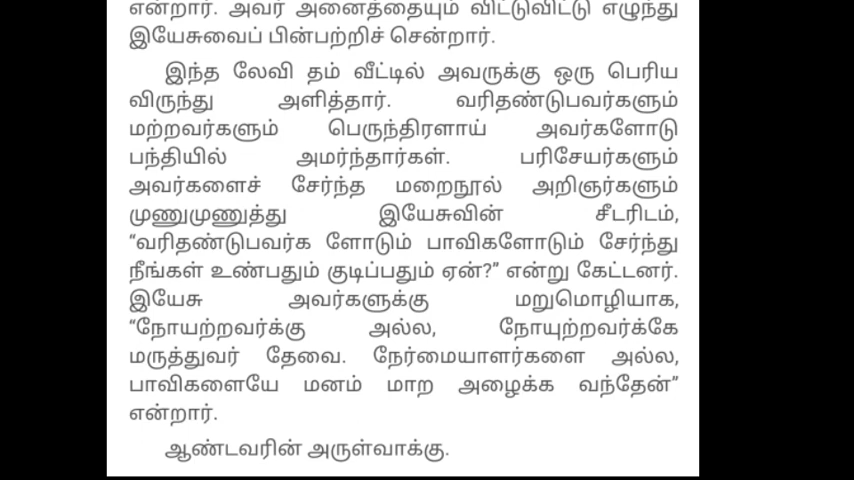 என்றார். அவர் அனைத்தையும் விட்டுவிட்டு எழுந்து
இயேசுவைப் பின்பற்றிச் சென்றார்.
இந்த லேவி தம் வீட்டில் அவருக்கு ஒரு பெரிய
விருந்து அளித்தார். வரிதண்டுபவர்களும்
மற்றவர்களும் பெருந்திரளாய் அவர்களோடு
பந்தியில் அமர்ந்தார்கள். பரிசேயர்களும்
அவர்களைச் சேர்ந்த மறைநூல் அறிஞர்களும்
முணுமுணுத்து இயேசுவின் சீடரிடம்,
“வரிதண்டுபவர்க ளோடும் பாவிகளோடும் சேர்ந்து
நீங்கள் உண்பதும் குடிப்பதும் ஏன்?” என்று கேட்டனர்.
இயேசு அவர்களுக்கு மறுமொழியாக,
“நோயற்றவர்க்கு அல்ல, நோயுற்றவர்க்கே
மருத்துவர் தேவை. நேர்மையாளர்களை அல்ல,
பாவிகளையே மனம் மாற அழைக்க வந்தேன்”
என்றார்.
ஆண்டவரின் அருள்வாக்கு.